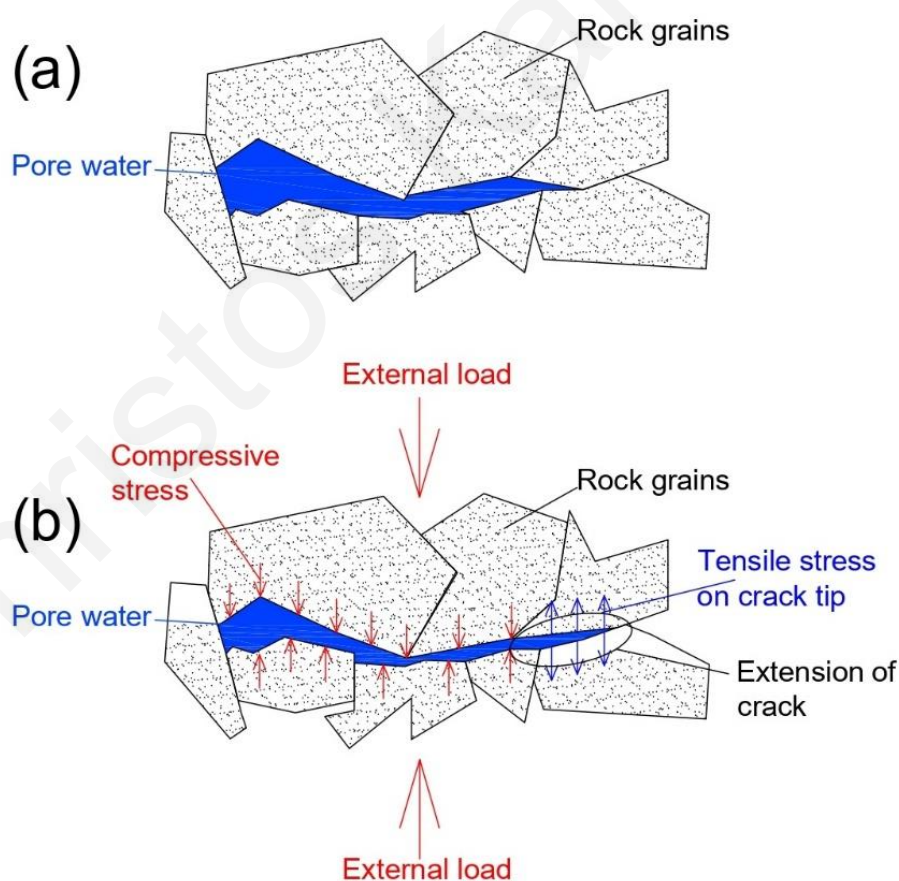 (a)
Rock grains
Pore water
External load
Compressive
stress
(b)
Rock grains
Tensile stress
on crack tip
Pore water
Extension of
crack
External load